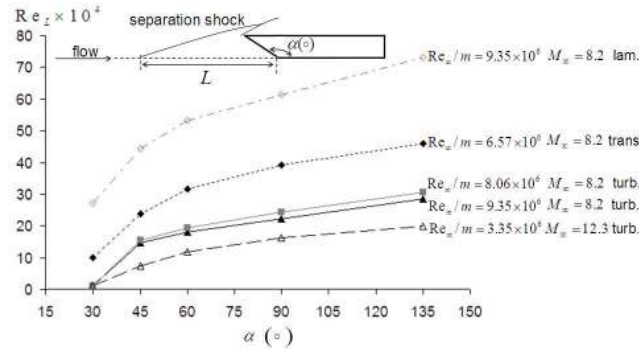 Re_L × 10^4
separation shock
flow
α(○)
L
80
70
60
50
40
30
20
10
0
15 30 45 60 75 90 105 120 135 150
α (○)
Re_∞/m = 9.35×10^6 M_∞ = 8.2 lam.
Re_∞/m = 6.57×10^6 M_∞ = 8.2 trans
Re_∞/m = 8.06×10^6 M_∞ = 8.2 turb.
Re_∞/m = 9.35×10^6 M_∞ = 8.2 turb.
Re_∞/m = 3.35×10^6 M_∞ = 12.3 turb.